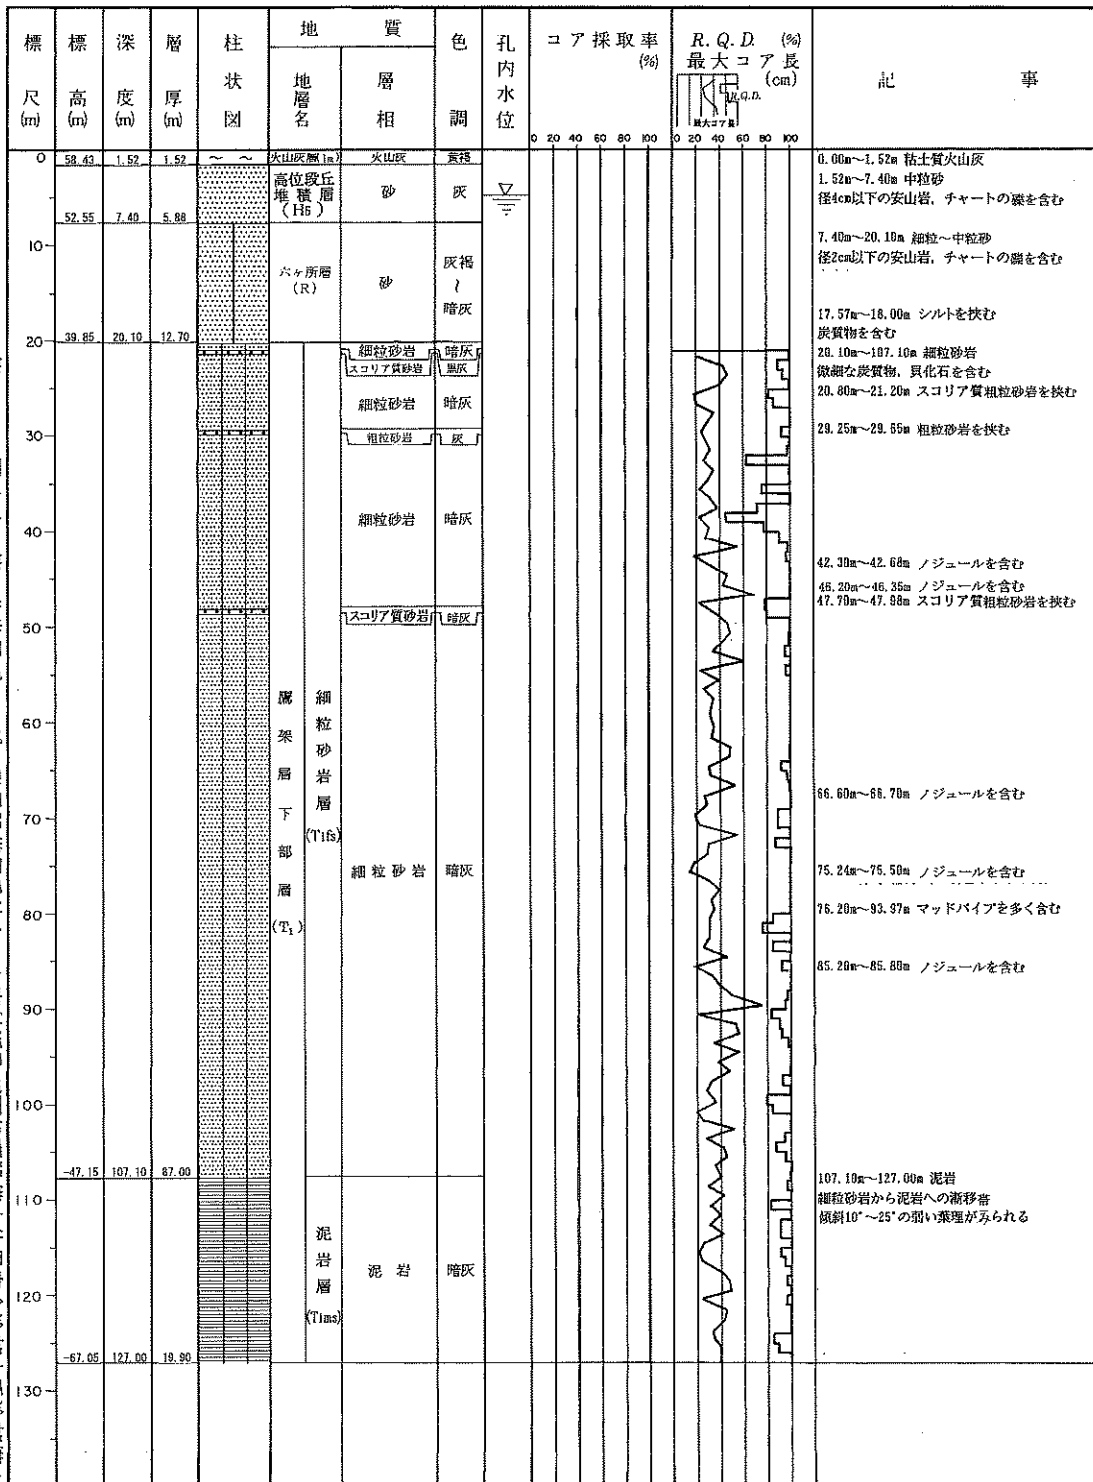 標尺(m)
標高(m)
深度(m)
層厚(m)
柱状図
地質
地層名
層相
色調
孔内水位
コア採取率(%)
R.Q.D. (%)
最大コア長(cm)
R.Q.D.
最大コア長
記事
0 20 40 60 80 100
0 20 40 60 80 100
0
58.43 1.52 1.52
火山灰 黄褐
0.00m～1.52m 粘土質火山灰
高位段丘堆積層(H5)
砂 灰
1.52m～7.40m 中粒砂
径4cm以下の安山岩，チャートの礫を含む
52.55 7.40 5.88
10
六ヶ所層(R)
砂
灰褐～暗灰
7.40m～20.10m 細粒～中粒砂
径2cm以下の安山岩，チャートの礫を含む
17.57m～18.00m シルトを挟む
炭質物を含む
39.85 20.10 12.70
20
細粒砂岩 暗灰
20.10m～107.10m 細粒砂岩
微細な炭質物，貝化石を含む
スコリア質砂岩 黒灰
20.80m～21.20m スコリア質粗粒砂岩を挟む
細粒砂岩 暗灰
30
粗粒砂岩 灰
29.25m～29.65m 粗粒砂岩を挟む
細粒砂岩 暗灰
40
42.30m～42.68m ノジュールを含む
46.20m～46.35m ノジュールを含む
47.70m～47.98m スコリア質粗粒砂岩を挟む
スコリア質砂岩 暗灰
50
鷹架層下部層(T1)
細粒砂岩層(T1fs)
60
66.60m～66.70m ノジュールを含む
70
細粒砂岩 暗灰
75.24m～75.50m ノジュールを含む
76.20m～93.97m マッドパイプを多く含む
80
85.20m～85.80m ノジュールを含む
90
100
-47.15 107.10 87.00
107.10m～127.00m 泥岩
細粒砂岩から泥岩への漸移帯
傾斜10°～25°の弱い葉理がみられる
110
泥岩層(T1ms)
泥岩 暗灰
120
-67.05 127.00 19.90
130